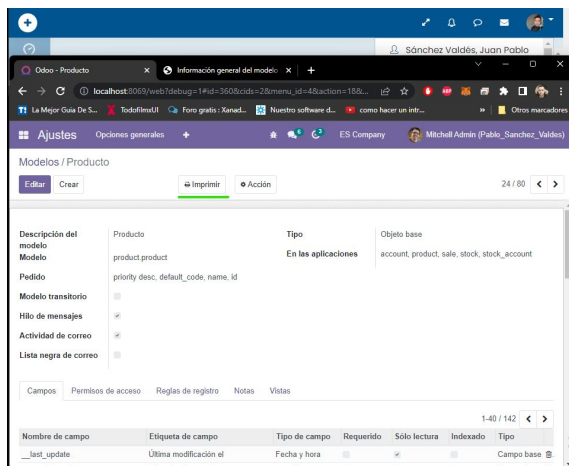 Sánchez Valdés, Juan Pablo
Odoo - Producto
Información general del modelo
localhost:8069/web?debug=1#id=360&cids=2&menu_id=4&action=18&...
La Mejor Guia De S...
TodofilmxUI
Foro gratis : Xanad...
Nuestro software d...
como hacer un intr...
»
Otros marcadores
Ajustes
Opciones generales
+
6
3
ES Company
Mitchell Admin (Pablo_Sanchez_Valdes)
Modelos / Producto
Editar
Crear
Imprimir
Acción
24 / 80
Descripción del modelo
Producto
Tipo
Objeto base
Modelo
product.product
En las aplicaciones
account, product, sale, stock, stock_account
Pedido
priority desc, default_code, name, id
Modelo transitorio
Hilo de mensajes
Actividad de correo
Lista negra de correo
Campos
Permisos de acceso
Reglas de registro
Notas
Vistas
1-40 / 142
Nombre de campo
Etiqueta de campo
Tipo de campo
Requerido
Sólo lectura
Indexado
Tipo
__last_update
Última modificación el
Fecha y hora
Campo base